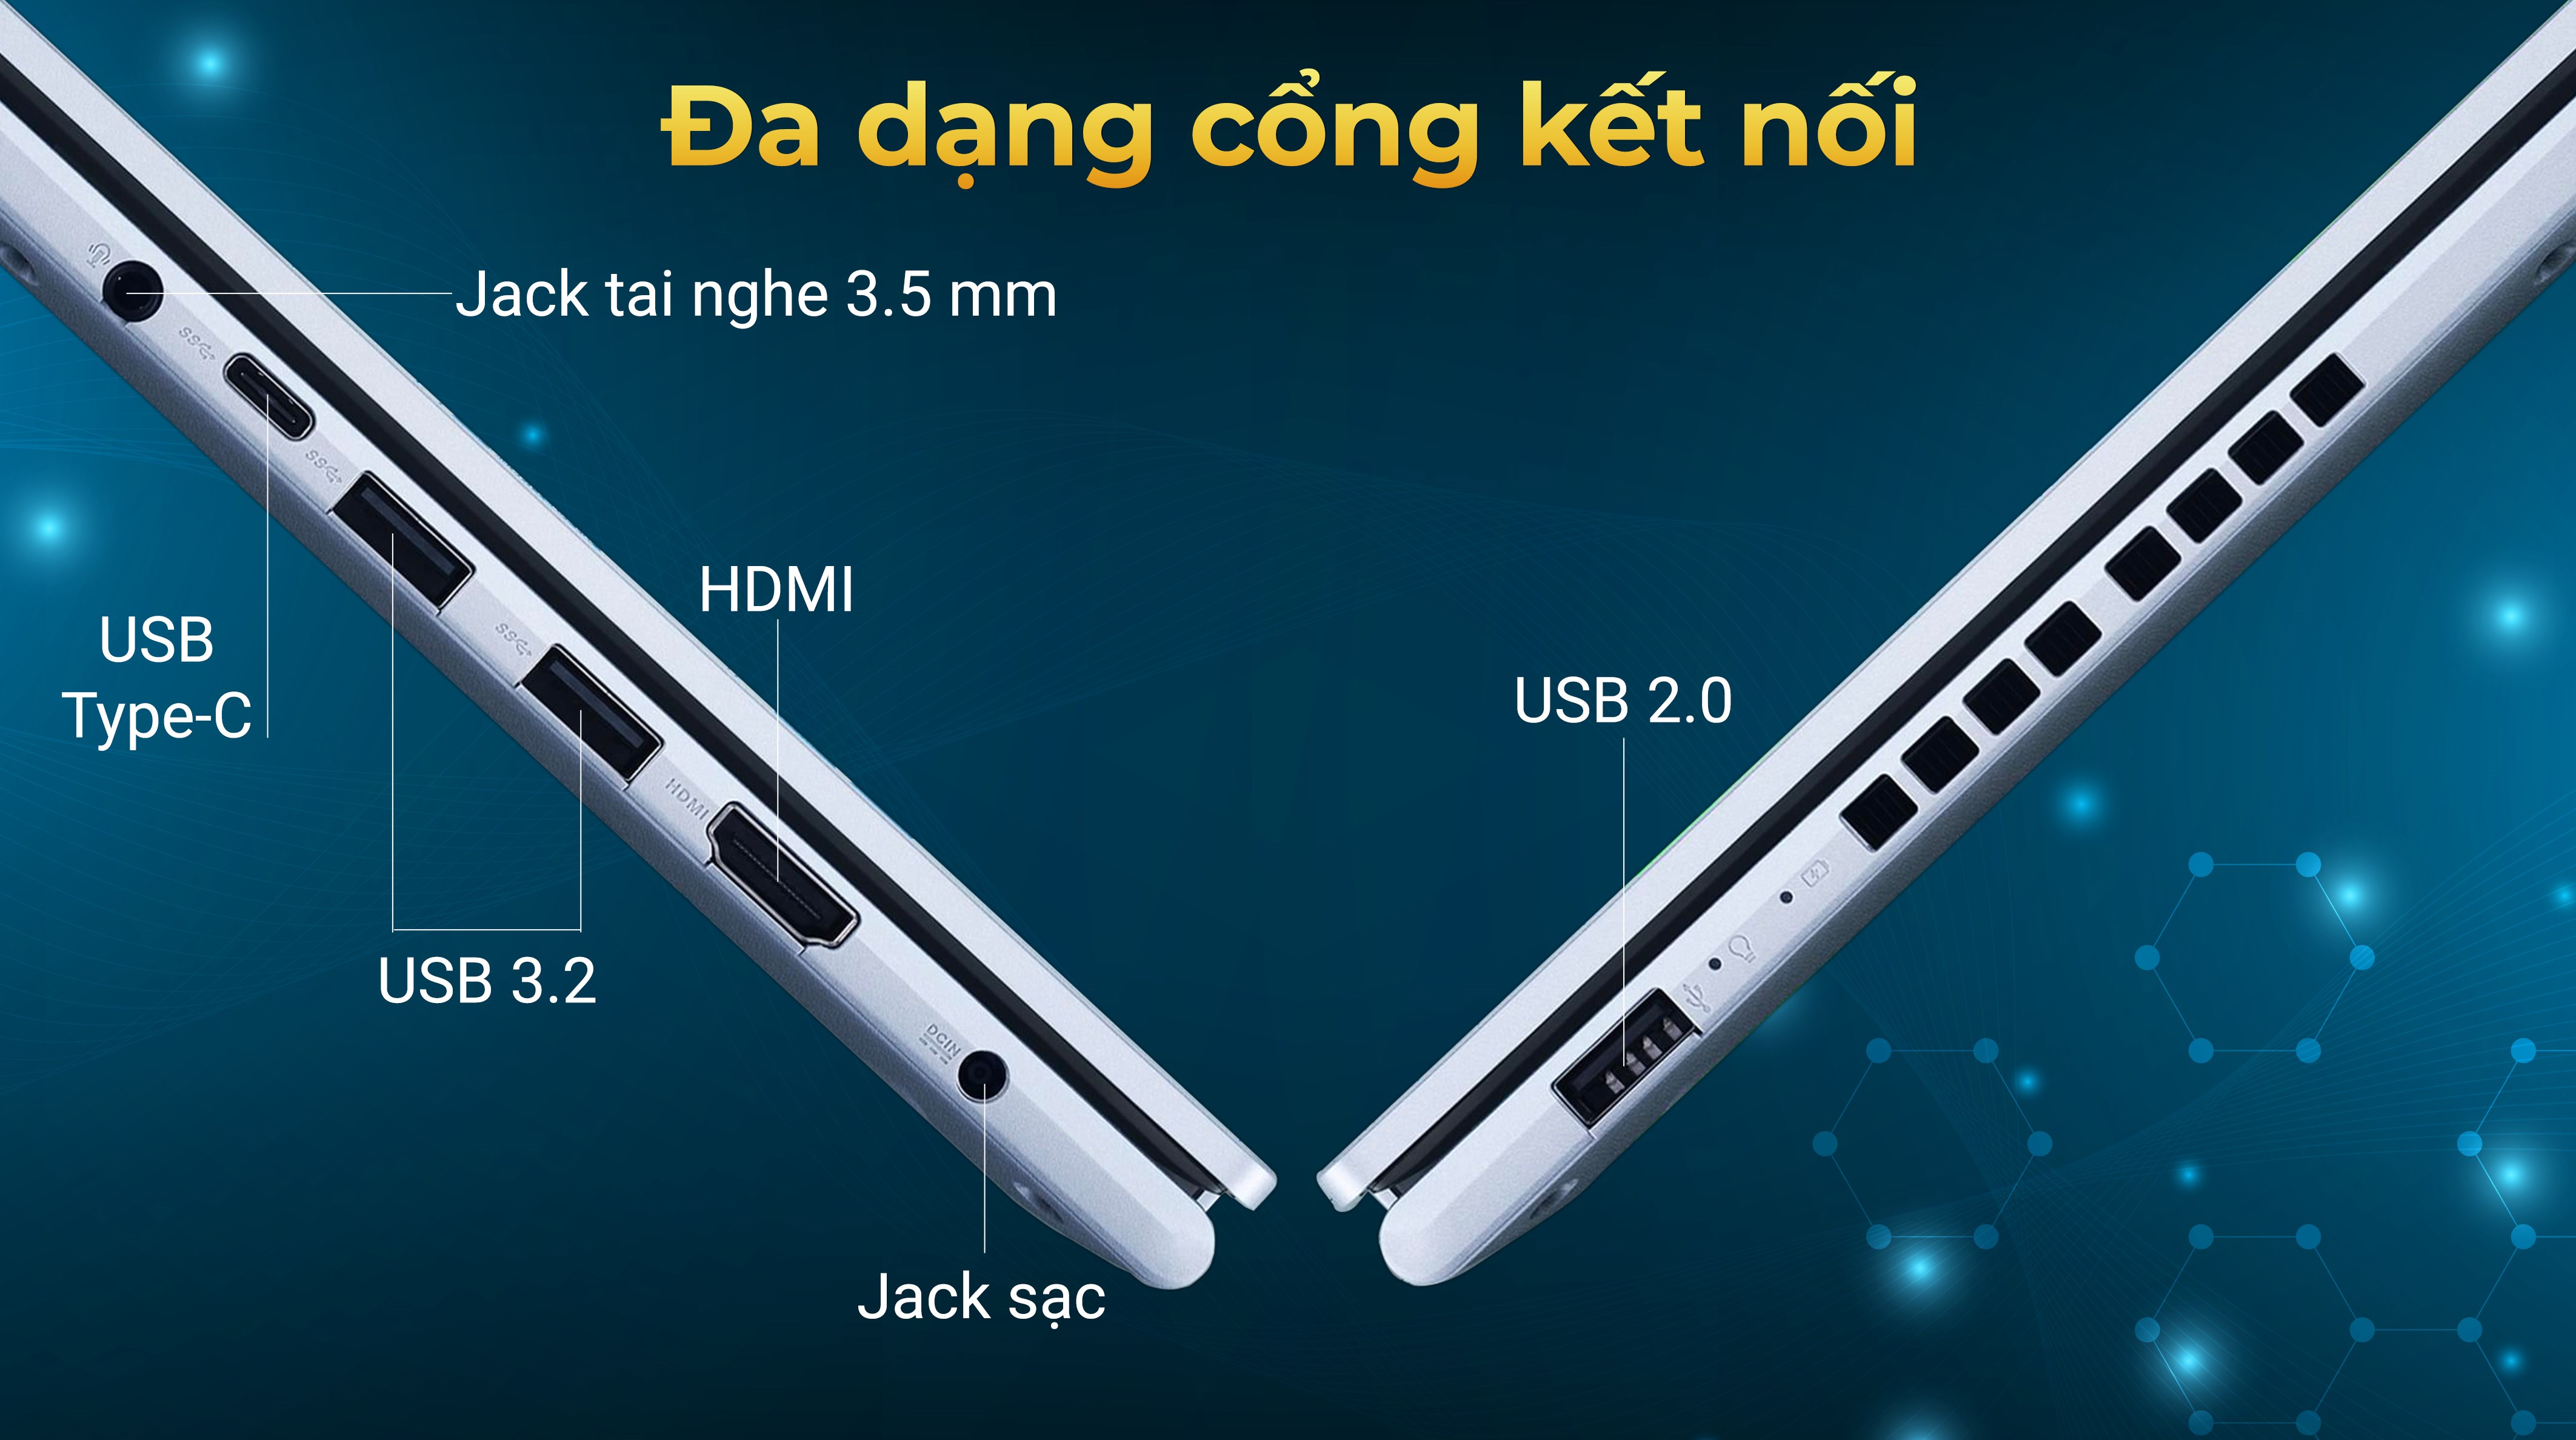 Đa dạng cổng kết nối
Jack tai nghe 3.5 mm
HDMI
USB
Type-C
USB 2.0
HDMI
USB 3.2
DCIN
Jack sạc